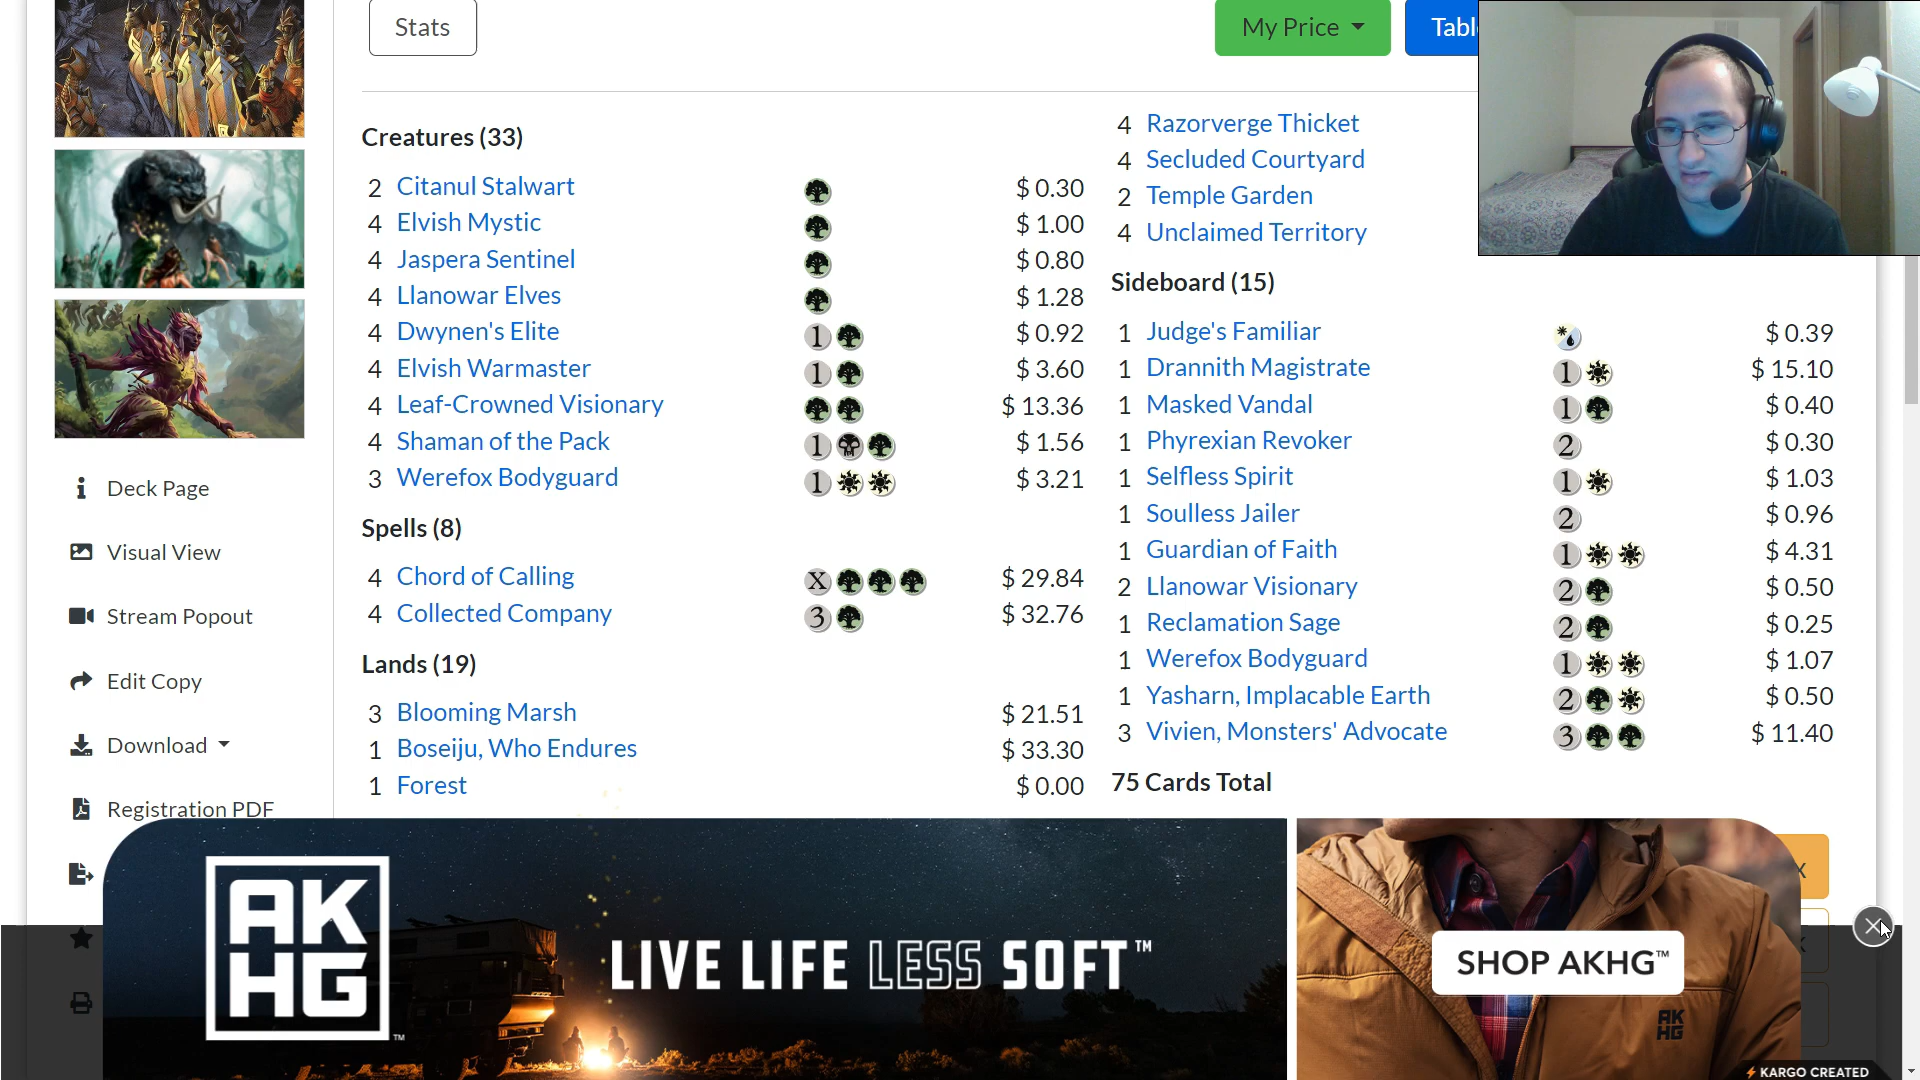 Stats
My Price
Tabl
Creatures (33)
2 Citanul Stalwart $ 0.30
4 Elvish Mystic $ 1.00
4 Jaspera Sentinel $ 0.80
4 Llanowar Elves $ 1.28
4 Dwynen's Elite 1 $ 0.92
4 Elvish Warmaster 1 $ 3.60
4 Leaf-Crowned Visionary $ 13.36
4 Shaman of the Pack 1 $ 1.56
3 Werefox Bodyguard 1 $ 3.21
Spells (8)
4 Chord of Calling X $ 29.84
4 Collected Company 3 $ 32.76
Lands (19)
3 Blooming Marsh $ 21.51
1 Boseiju, Who Endures $ 33.30
1 Forest $ 0.00
4 Razorverge Thicket
4 Secluded Courtyard
2 Temple Garden
4 Unclaimed Territory
Sideboard (15)
1 Judge's Familiar $ 0.39
1 Drannith Magistrate 1 $ 15.10
1 Masked Vandal 1 $ 0.40
1 Phyrexian Revoker 2 $ 0.30
1 Selfless Spirit 1 $ 1.03
1 Soulless Jailer 2 $ 0.96
1 Guardian of Faith 1 $ 4.31
2 Llanowar Visionary 2 $ 0.50
1 Reclamation Sage 2 $ 0.25
1 Werefox Bodyguard 1 $ 1.07
1 Yasharn, Implacable Earth 2 $ 0.50
3 Vivien, Monsters' Advocate 3 $ 11.40
75 Cards Total
Deck Page
Visual View
Stream Popout
Edit Copy
Download
Registration PDF
AK
HG™
LIVE LIFE LESS SOFT™
SHOP AKHG™
AK
HG
KARGO CREATED